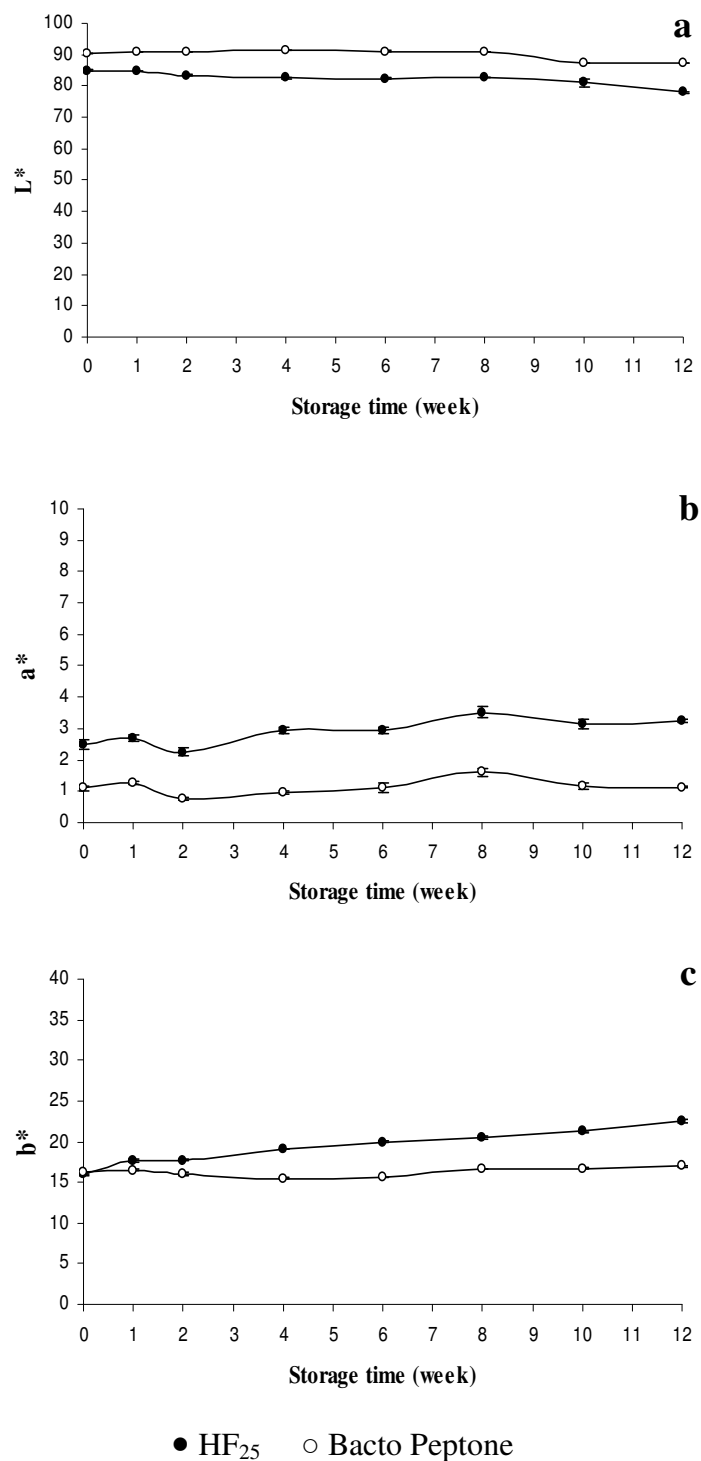 a
100
90
80
70
60
50
40
30
20
10
0
L*
0 1 2 3 4 5 6 7 8 9 10 11 12
Storage time (week)
b
10
9
8
7
6
5
4
3
2
1
0
a*
0 1 2 3 4 5 6 7 8 9 10 11 12
Storage time (week)
c
40
35
30
25
20
15
10
5
0
b*
0 1 2 3 4 5 6 7 8 9 10 11 12
Storage time (week)
● HF₂₅ ○ Bacto Peptone